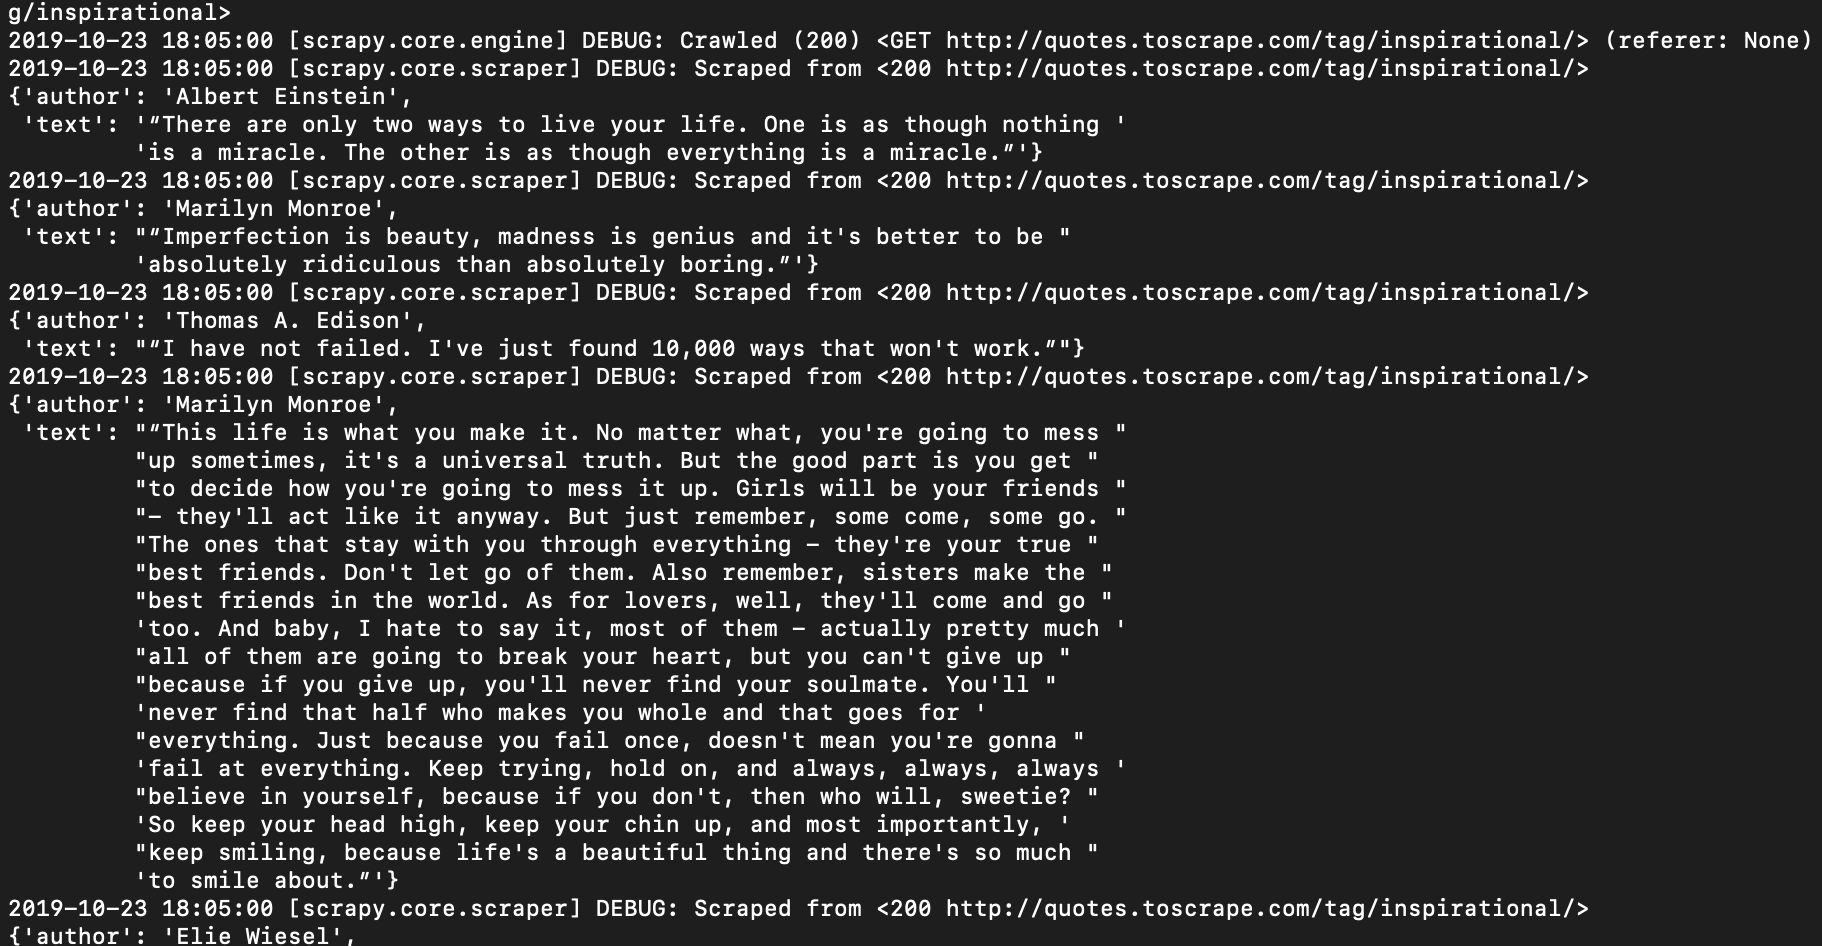 g/inspirational>
2019-10-23 18:05:00 [scrapy.core.engine] DEBUG: Crawled (200) <GET http://quotes.toscrape.com/tag/inspirational/> (referer: None)
2019-10-23 18:05:00 [scrapy.core.scraper] DEBUG: Scraped from <200 http://quotes.toscrape.com/tag/inspirational/>
{'author': 'Albert Einstein',
 'text': '“There are only two ways to live your life. One is as though nothing '
         'is a miracle. The other is as though everything is a miracle.”'}
2019-10-23 18:05:00 [scrapy.core.scraper] DEBUG: Scraped from <200 http://quotes.toscrape.com/tag/inspirational/>
{'author': 'Marilyn Monroe',
 'text': "“Imperfection is beauty, madness is genius and it's better to be "
         'absolutely ridiculous than absolutely boring.”'}
2019-10-23 18:05:00 [scrapy.core.scraper] DEBUG: Scraped from <200 http://quotes.toscrape.com/tag/inspirational/>
{'author': 'Thomas A. Edison',
 'text': "“I have not failed. I've just found 10,000 ways that won't work.”"}
2019-10-23 18:05:00 [scrapy.core.scraper] DEBUG: Scraped from <200 http://quotes.toscrape.com/tag/inspirational/>
{'author': 'Marilyn Monroe',
 'text': "“This life is what you make it. No matter what, you're going to mess "
         "up sometimes, it's a universal truth. But the good part is you get "
         "to decide how you're going to mess it up. Girls will be your friends "
         "– they'll act like it anyway. But just remember, some come, some go. "
         "The ones that stay with you through everything – they're your true "
         "best friends. Don't let go of them. Also remember, sisters make the "
         "best friends in the world. As for lovers, well, they'll come and go "
         'too. And baby, I hate to say it, most of them – actually pretty much '
         "all of them are going to break your heart, but you can't give up "
         "because if you give up, you'll never find your soulmate. You'll "
         'never find that half who makes you whole and that goes for '
         "everything. Just because you fail once, doesn't mean you're gonna "
         'fail at everything. Keep trying, hold on, and always, always, always '
         "believe in yourself, because if you don't, then who will, sweetie? "
         'So keep your head high, keep your chin up, and most importantly, '
         "keep smiling, because life's a beautiful thing and there's so much "
         'to smile about.”'}
2019-10-23 18:05:00 [scrapy.core.scraper] DEBUG: Scraped from <200 http://quotes.toscrape.com/tag/inspirational/>
{'author': 'Elie Wiesel',